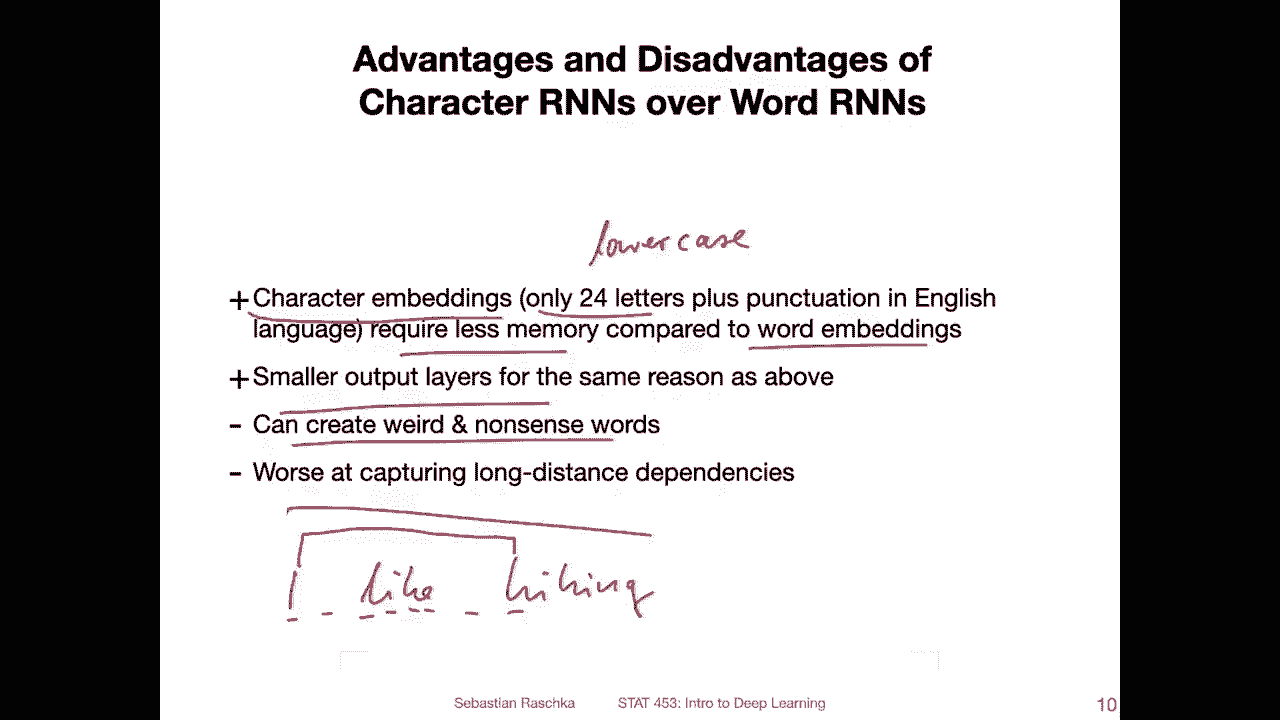 Advantages and Disadvantages of
Character RNNs over Word RNNs
lowercase
+ Character embeddings (only 24 letters plus punctuation in English
language) require less memory compared to word embeddings
+ Smaller output layers for the same reason as above
- Can create weird & nonsense words
- Worse at capturing long-distance dependencies
I like hiking
Sebastian Raschka STAT 453: Intro to Deep Learning 10